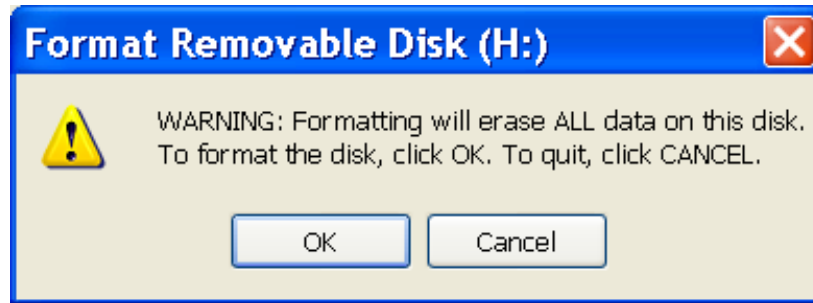 Format Removable Disk (H:)
WARNING: Formatting will erase ALL data on this disk.
To format the disk, click OK. To quit, click CANCEL.
OK
Cancel